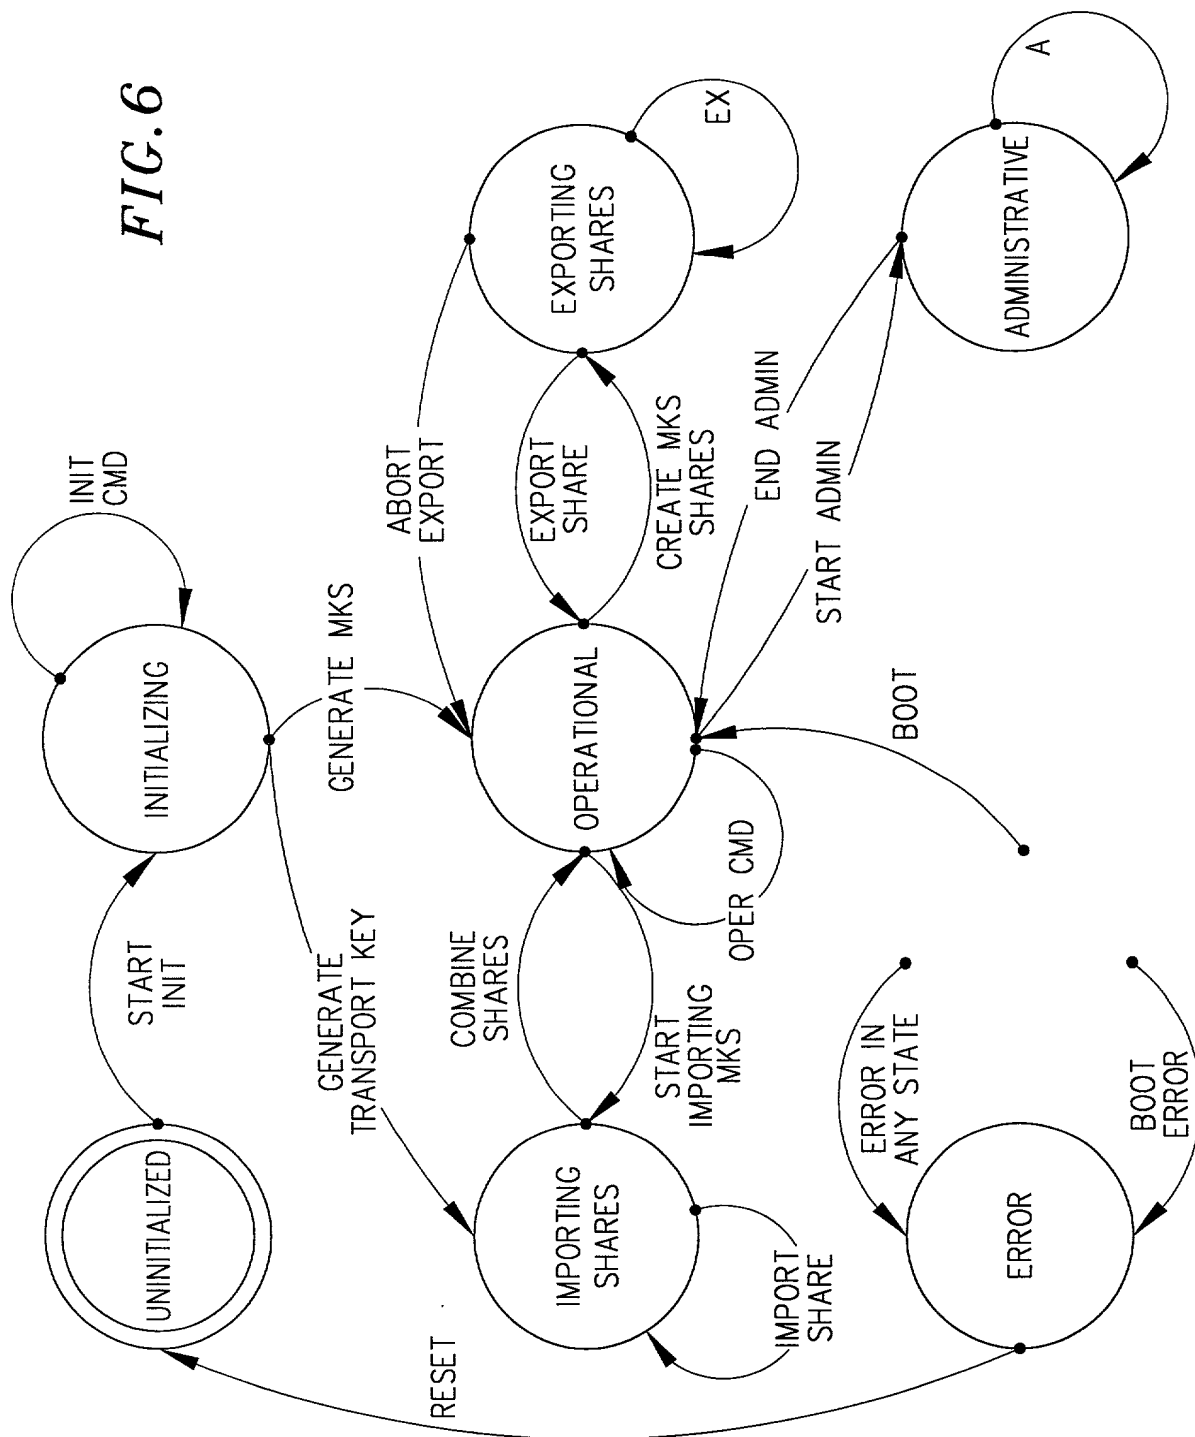 FIG. 6
UNINITIALIZED
START
INIT
INITIALIZING
INIT
CMD
RESET
GENERATE
TRANSPORT KEY
GENERATE MKS
ABORT
EXPORT
IMPORTING
SHARES
COMBINE
SHARES
START
IMPORTING
MKS
IMPORT
SHARE
OPERATIONAL
OPER CMD
EXPORT
SHARE
CREATE MKS
SHARES
EXPORTING
SHARES
EX
END ADMIN
START ADMIN
BOOT
ERROR IN
ANY STATE
ERROR
BOOT
ERROR
ADMINISTRATIVE
A